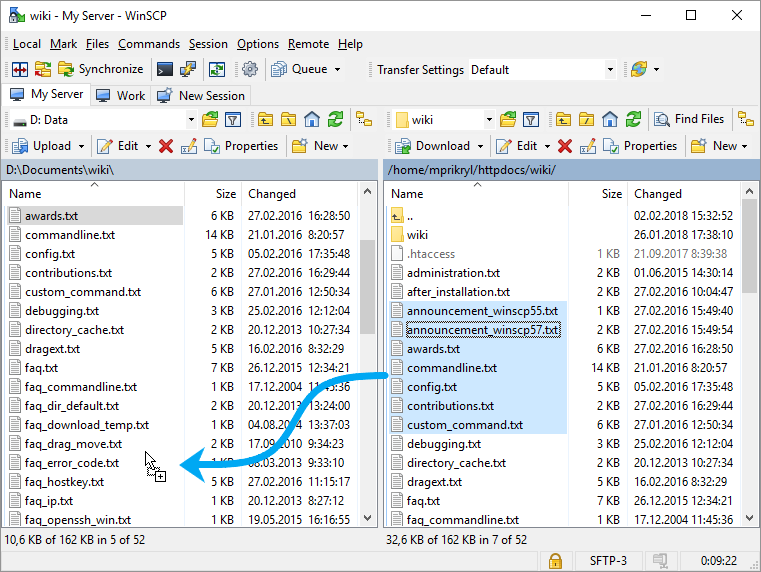 wiki - My Server - WinSCP
Local Mark Files Commands Session Options Remote Help
Synchronize Queue Transfer Settings Default
My Server Work New Session
D: Data wiki Find Files
Upload Edit Properties New Download Edit Properties New
D:\Documents\wiki\ /home/mprikryl/httpdocs/wiki/
Name Size Changed Name Size Changed
awards.txt 6 KB 27.02.2016 16:28:50 .. 02.02.2018 15:32:52
commandline.txt 14 KB 21.01.2016 8:20:57 wiki 26.01.2018 17:38:10
config.txt 5 KB 05.02.2016 17:35:48 .htaccess 1 KB 21.09.2017 8:39:38
contributions.txt 2 KB 27.02.2016 16:29:44 administration.txt 2 KB 01.06.2015 14:30:14
custom_command.txt 6 KB 27.01.2016 12:50:34 after_installation.txt 2 KB 27.02.2016 10:04:47
debugging.txt 3 KB 25.02.2016 12:12:04 announcement_winscp55.txt 1 KB 27.02.2016 15:49:40
directory_cache.txt 2 KB 20.12.2013 10:27:34 announcement_winscp57.txt 2 KB 27.02.2016 15:49:54
dragext.txt 5 KB 16.02.2016 8:32:29 awards.txt 6 KB 27.02.2016 16:28:50
faq.txt 7 KB 26.12.2015 12:34:21 commandline.txt 14 KB 21.01.2016 8:20:57
faq_commandline.txt 1 KB 17.12.2004 11:45:36 config.txt 5 KB 05.02.2016 17:35:48
faq_dir_default.txt 2 KB 20.12.2013 13:24:00 contributions.txt 2 KB 27.02.2016 16:29:44
faq_download_temp.txt 1 KB 04.08.2014 13:37:03 custom_command.txt 6 KB 27.01.2016 12:50:34
faq_drag_move.txt 2 KB 17.09.2010 9:34:23 debugging.txt 3 KB 25.02.2016 12:12:04
faq_error_code.txt 1 KB 08.03.2013 9:33:10 directory_cache.txt 2 KB 20.12.2013 10:27:34
faq_hostkey.txt 5 KB 27.02.2016 11:15:17 dragext.txt 5 KB 16.02.2016 8:32:29
faq_ip.txt 1 KB 20.12.2013 8:27:12 faq.txt 7 KB 26.12.2015 12:34:21
faq_openssh_win.txt 1 KB 19.05.2015 16:16:55 faq_commandline.txt 1 KB 17.12.2004 11:45:36
10,6 KB of 162 KB in 5 of 52 32,6 KB of 162 KB in 7 of 52
SFTP-3 0:09:22